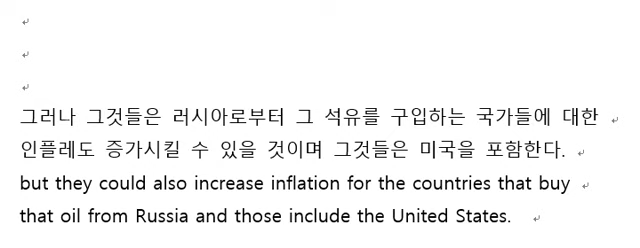 그러나 그것들은 러시아로부터 그 석유를 구입하는 국가들에 대한
인플레도 증가시킬 수 있을 것이며 그것들은 미국을 포함한다.
but they could also increase inflation for the countries that buy
that oil from Russia and those include the United States.